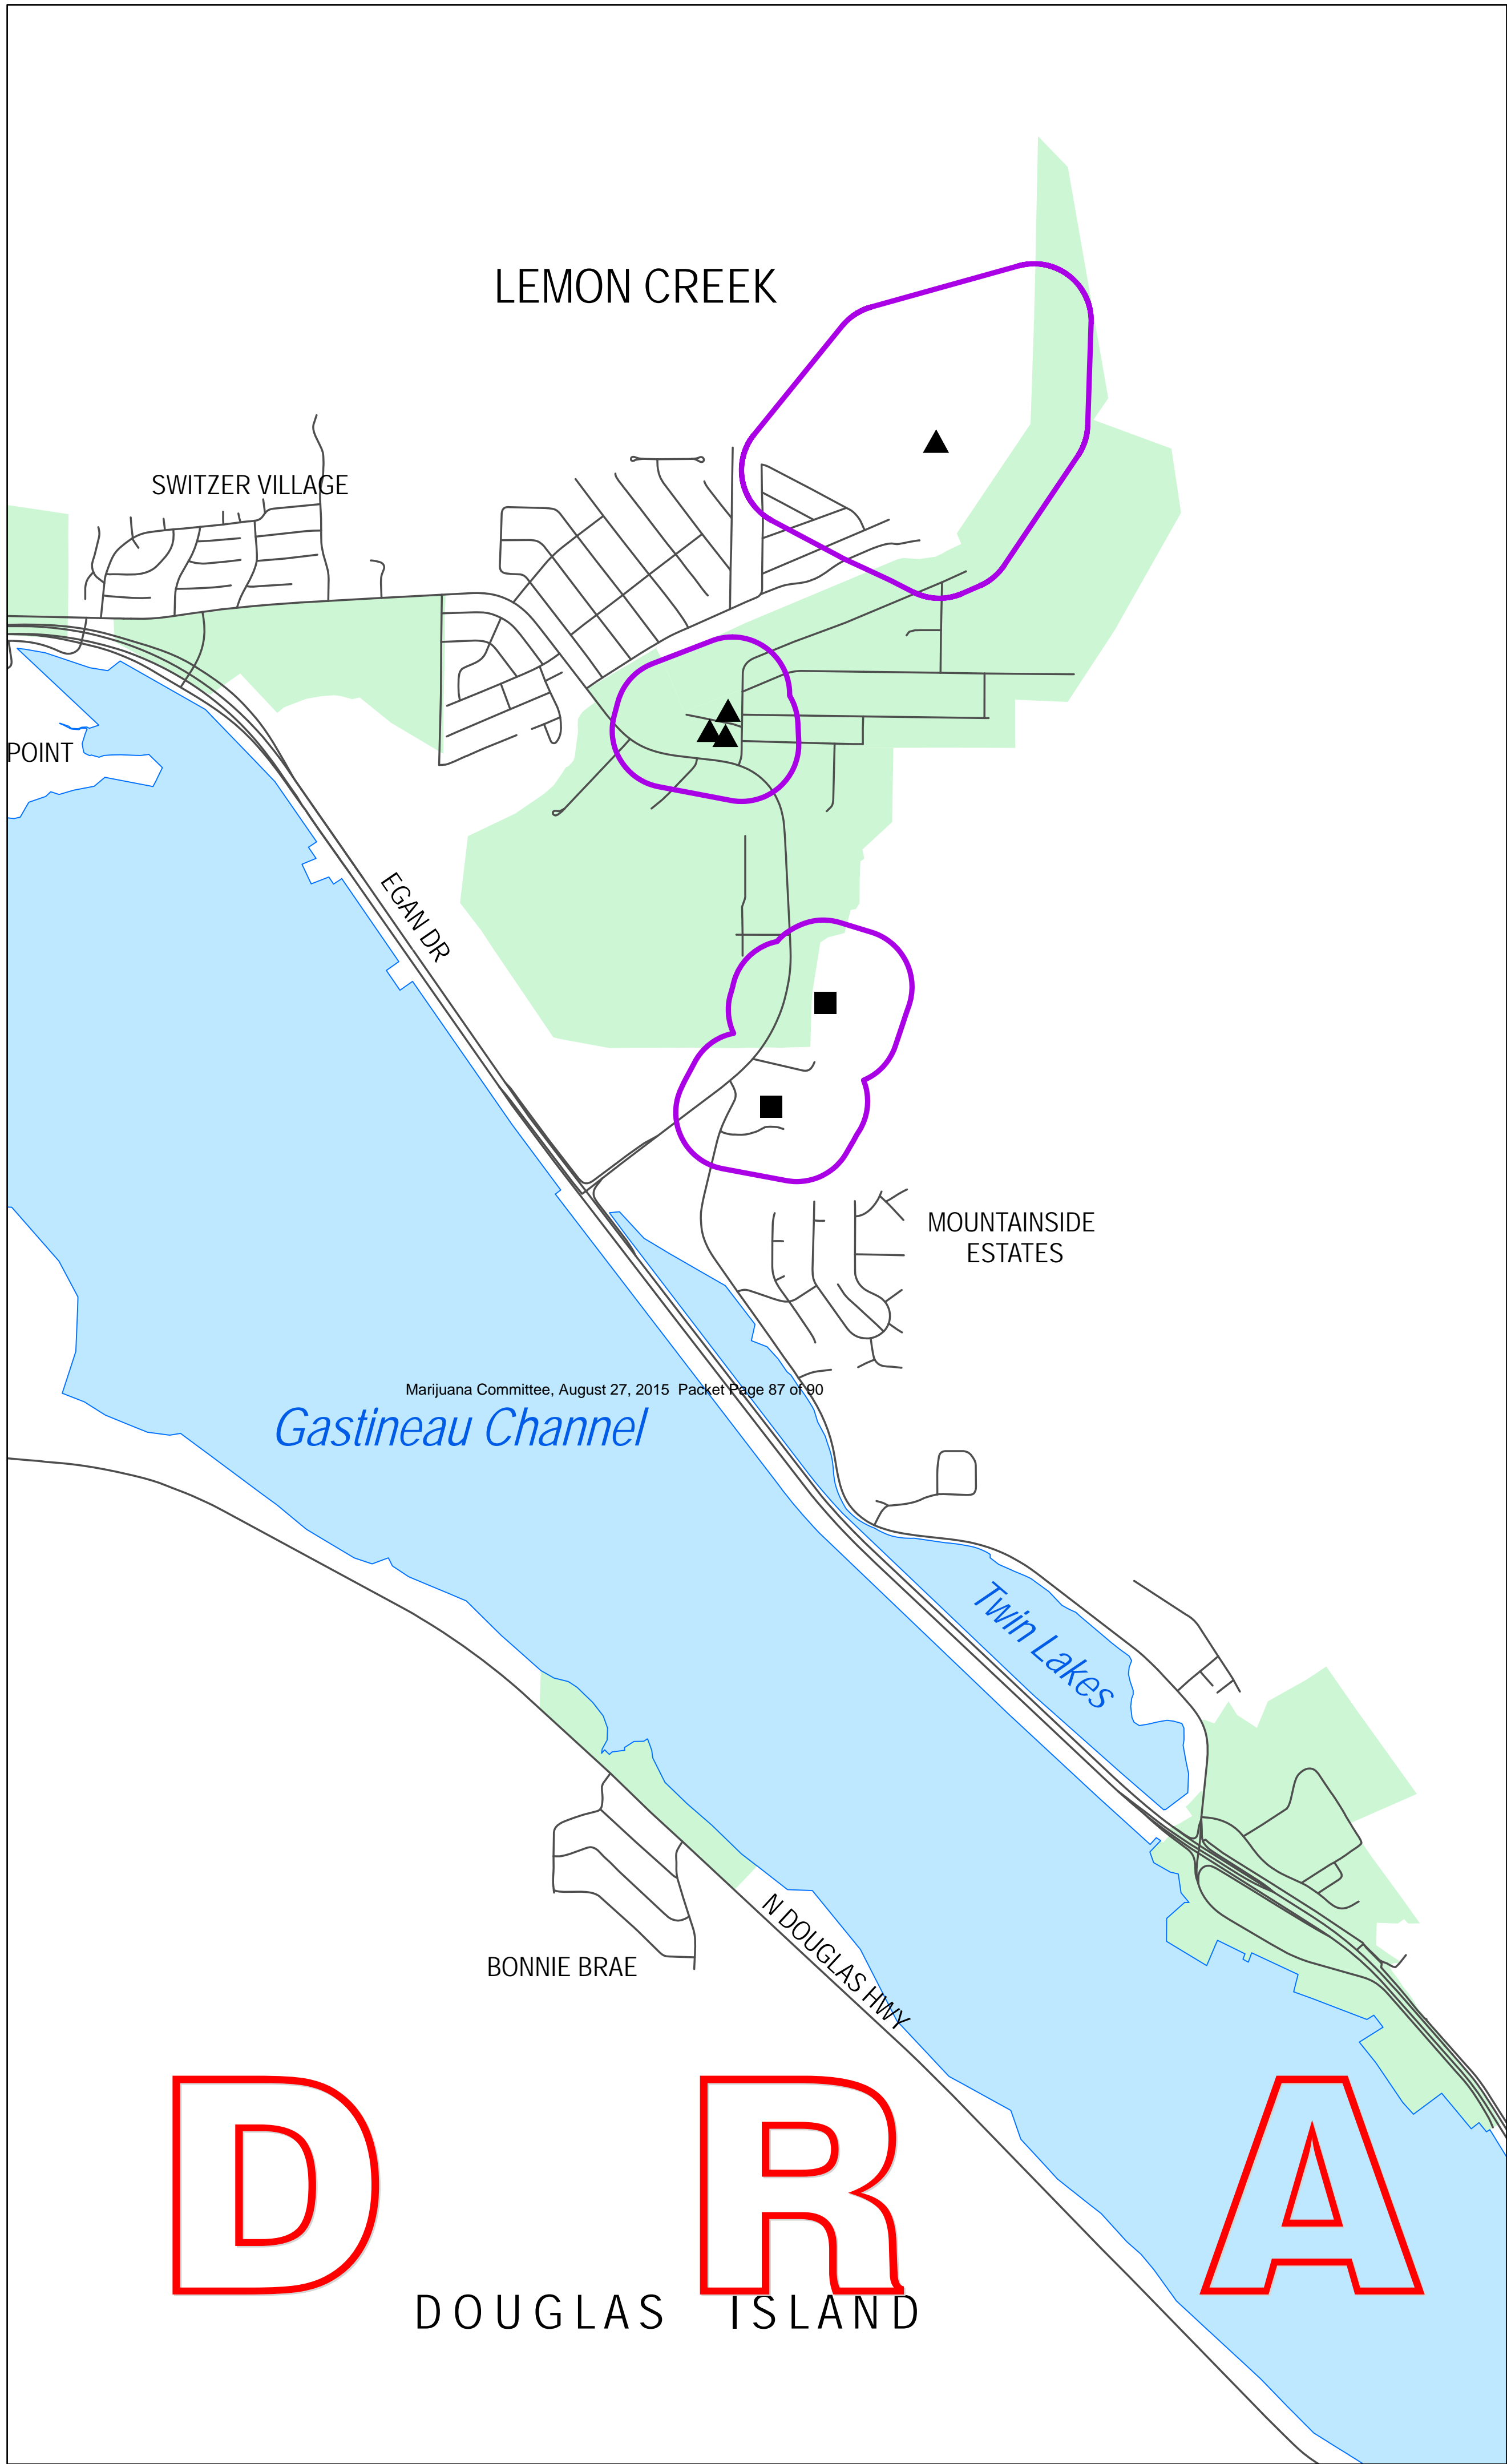 LEMON CREEK
SWITZER VILLAGE
POINT
EGAN DR
MOUNTAINSIDE
ESTATES
Marijuana Committee, August 27, 2015  Packet Page 87 of 90
Gastineau Channel
Twin Lakes
N DOUGLAS HWY
BONNIE BRAE
D R A
DOUGLAS ISLAND